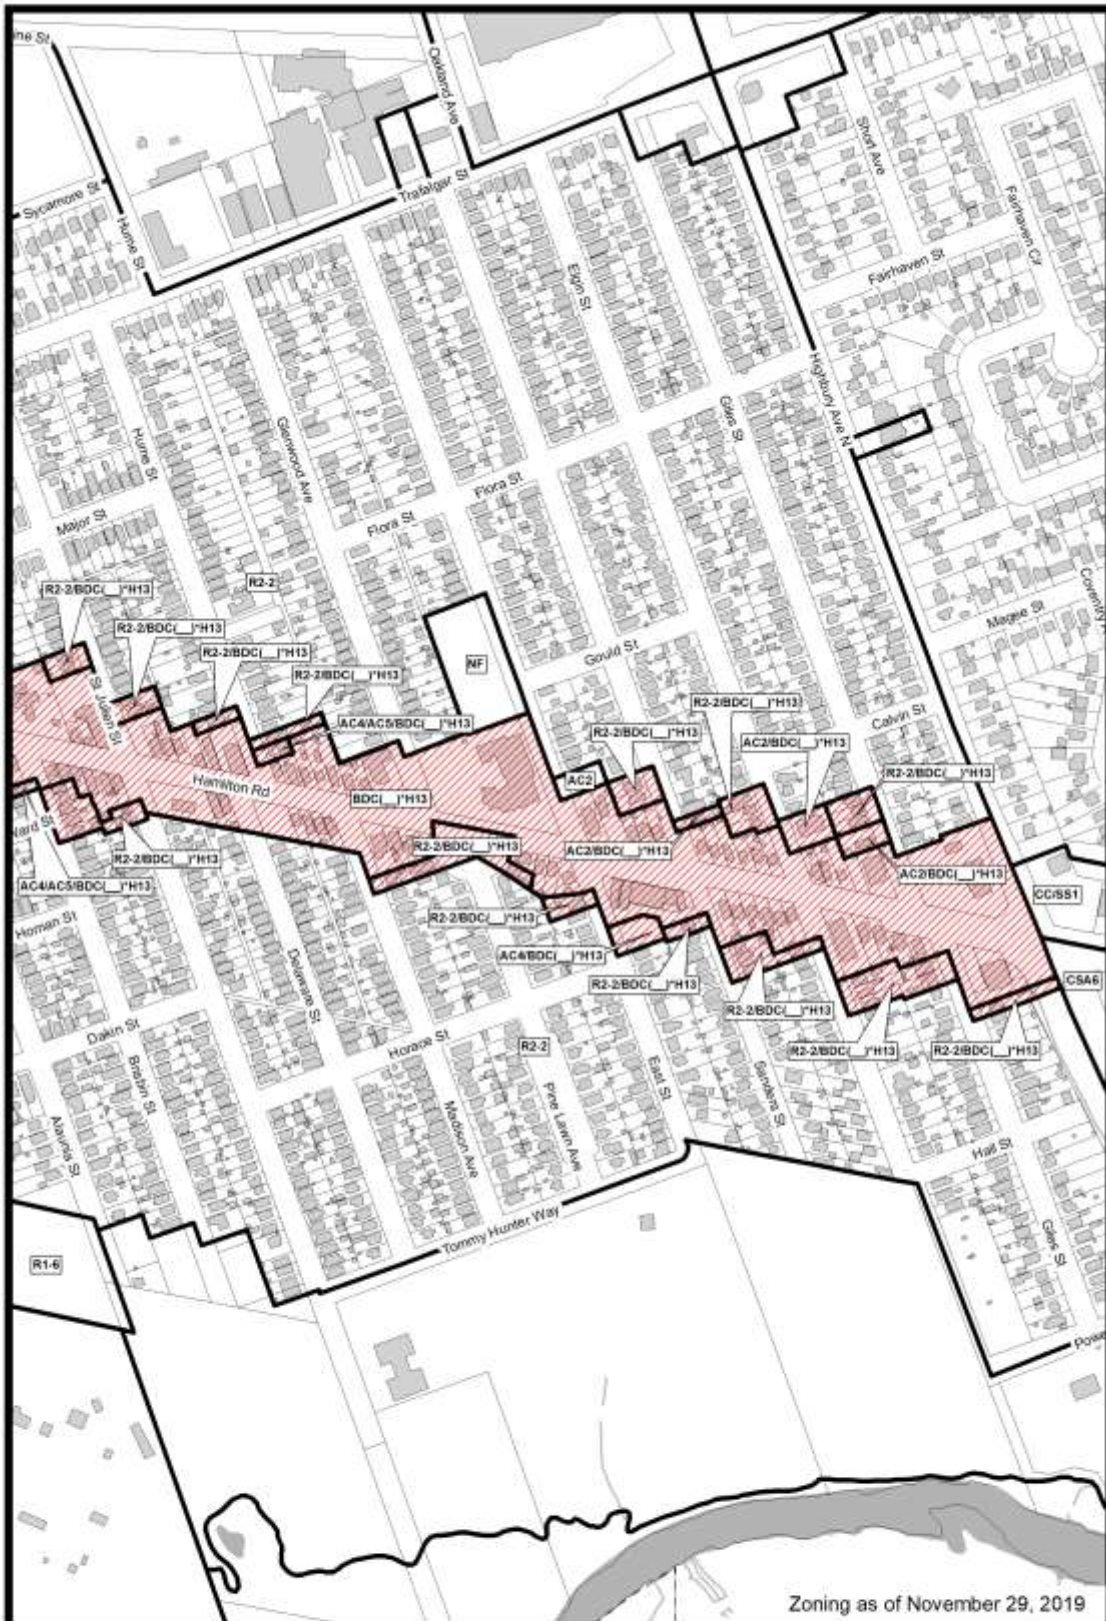 ine St
Oakland Ave
Trafalgar St
Sycamore St
Hume St
Short Ave
Fairhaven Cir
Fairhaven St
Elgin St
Highbury Ave N
Giles St
Glenwood Ave
Hume St
Flora St
Flora St
Major St
R2-2
Coventry
R2-2/BDC(__)*H13
Magee St
R2-2/BDC(__)*H13
R2-2/BDC(__)*H13
Gould St
NF
R2-2/BDC(__)*H13
St Julien St
R2-2/BDC(__)*H13
AC4/AC5/BDC(__)*H13
Calvin St
R2-2/BDC(__)*H13
AC2/BDC(__)*H13
R2-2/BDC(__)*H13
AC2
Hamilton Rd
BDC(__)*H13
Ward St
R2-2/BDC(__)*H13
AC2/BDC(__)*H13
R2-2/BDC(__)*H13
AC2/BDC(__)*H13
AC4/AC5/BDC(__)*H13
CC/SS1
R2-2/BDC(__)*H13
Homan St
AC4/BDC(__)*H13
Delaware St
R2-2/BDC(__)*H13
CSA6
R2-2/BDC(__)*H13
Dakin St
Horace St
R2-2
R2-2/BDC(__)*H13
R2-2/BDC(__)*H13
Brisbin St
East St
Sanders St
Alaunia St
Madison Ave
Pine Lawn Ave
Hall St
Tommy Hunter Way
Giles St
R1-6
Powe
Zoning as of November 29, 2019